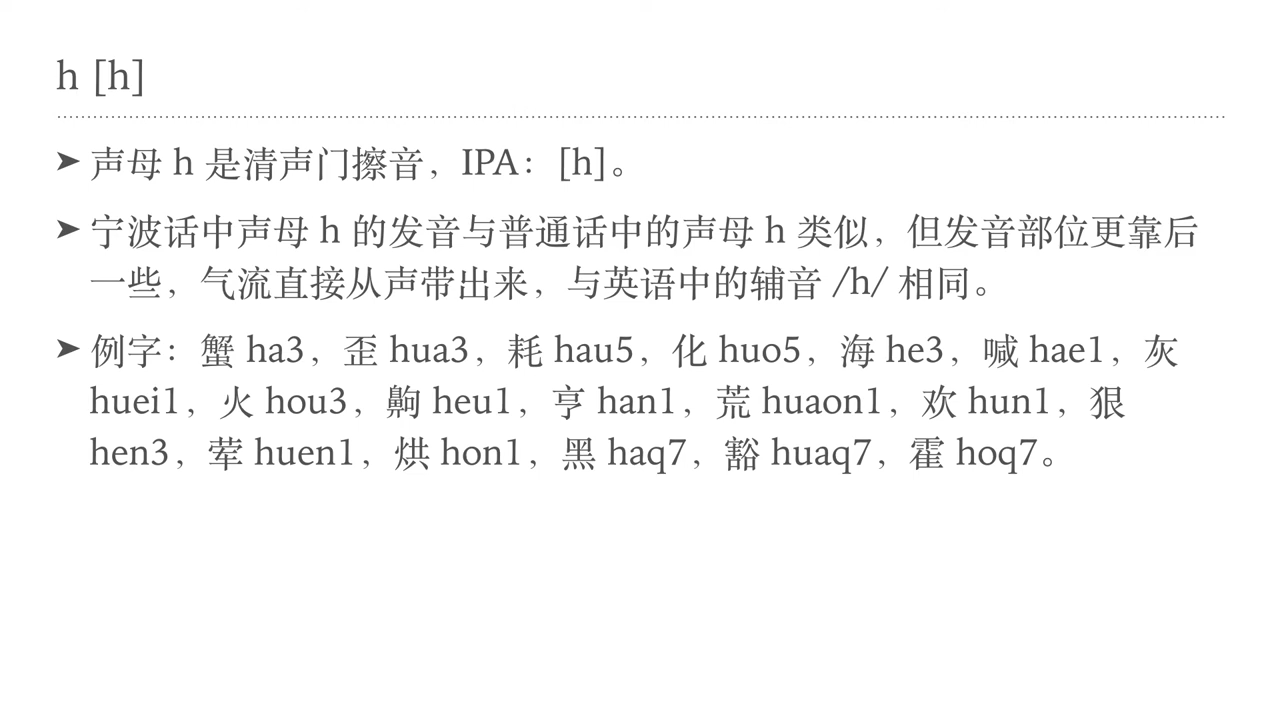 h [h]
➤ 声母 h 是清声门擦音，IPA：[h]。
➤ 宁波话中声母 h 的发音与普通话中的声母 h 类似，但发音部位更靠后
一些，气流直接从声带出来，与英语中的辅音 /h/ 相同。
➤ 例字：蟹 ha3，歪 hua3，耗 hau5，化 huo5，海 he3，喊 hae1，灰
huei1，火 hou3，齁 heu1，亨 han1，荒 huaon1，欢 hun1，狠
hen3，荤 huen1，烘 hon1，黑 haq7，豁 huaq7，霍 hoq7。